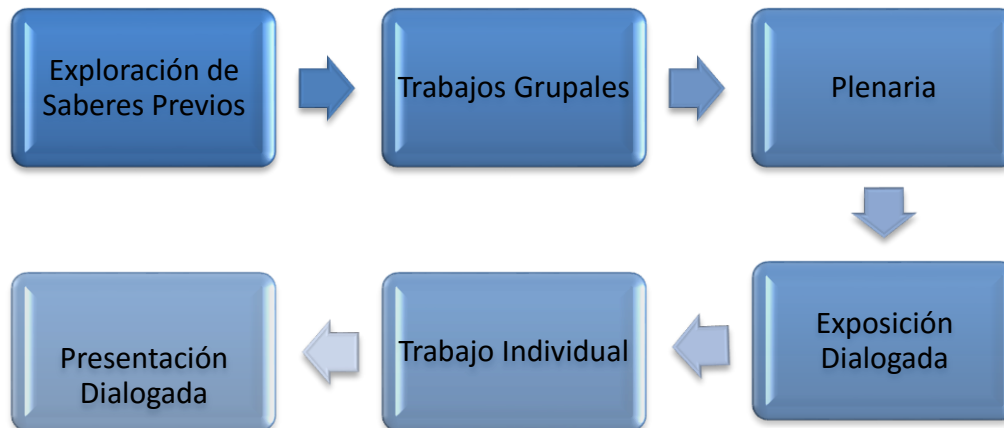 Exploración de
Saberes Previos
Trabajos Grupales
Plenaria
Exposición
Dialogada
Trabajo Individual
Presentación
Dialogada